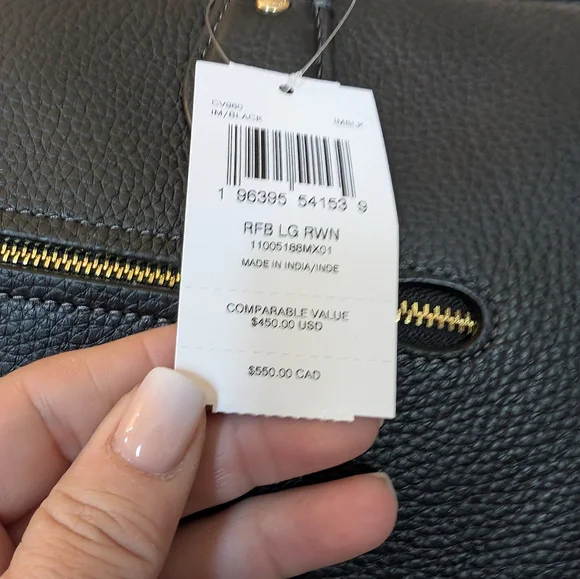 CV960
IM/BLACK IMBLK
1 96395 54153 9
RFB LG RWN
11005188MX01
MADE IN INDIA/INDE
COMPARABLE VALUE
$450.00 USD
$550.00 CAD